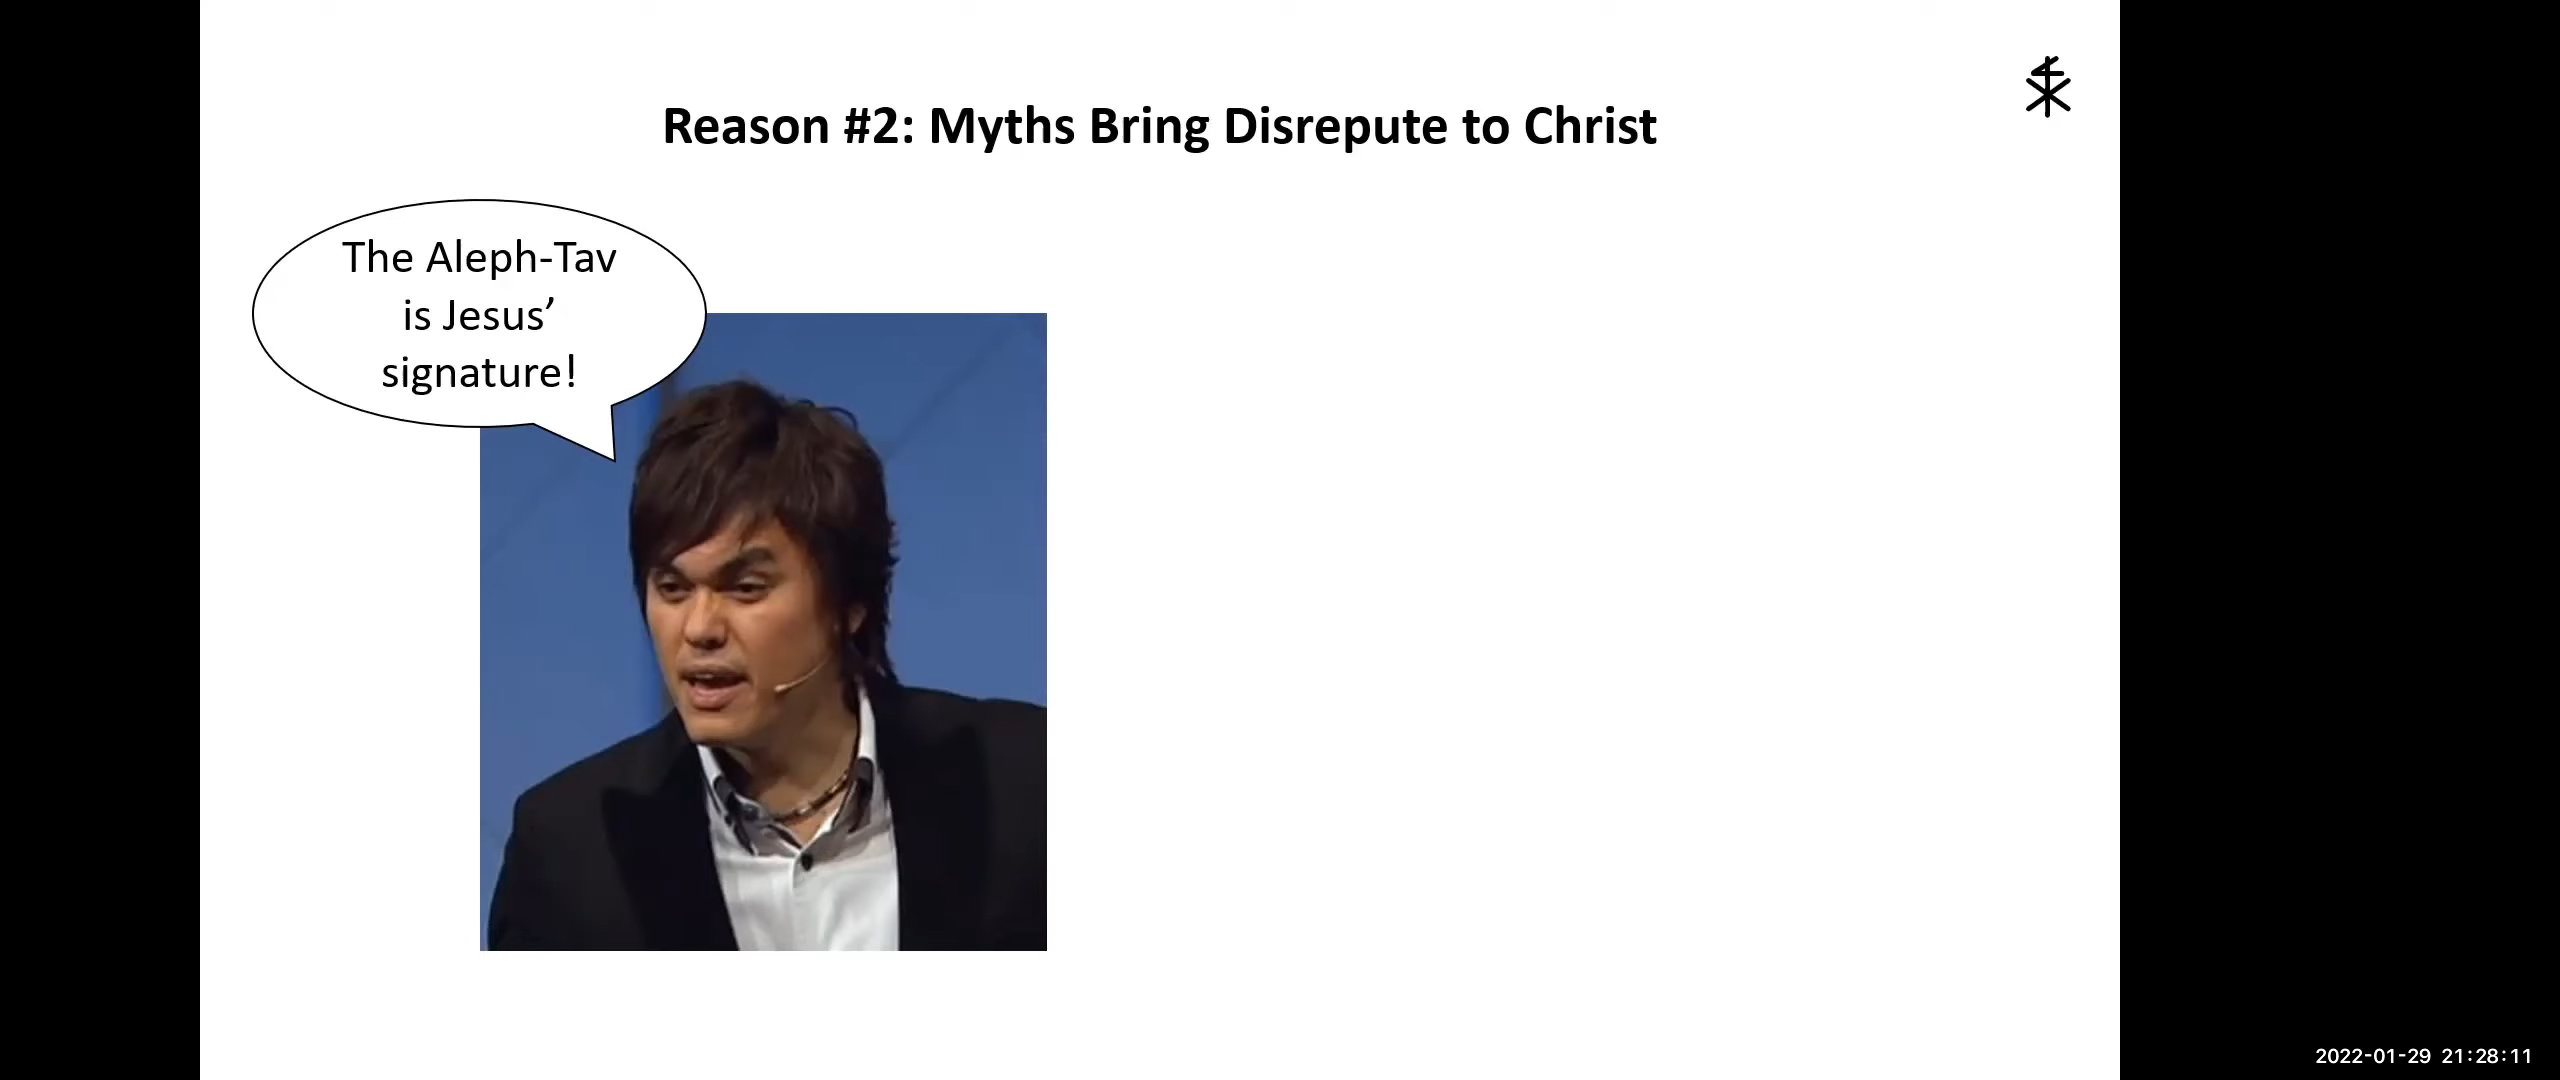 Reason #2: Myths Bring Disrepute to Christ
The Aleph-Tav
is Jesus’
signature!
2022-01-29 21:28:11